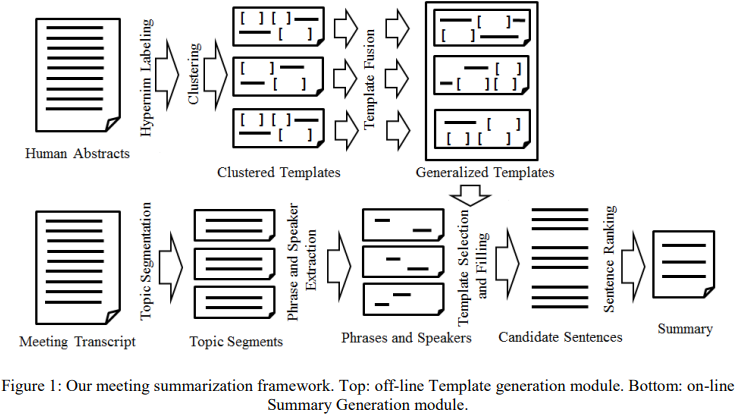 Hypernim Labeling
Clustering
Template Fusion
Human Abstracts
Clustered Templates
Generalized Templates
Topic Segmentation
Phrase and Speaker
Extraction
Template Selection
and Filling
Sentence Ranking
Meeting Transcript
Topic Segments
Phrases and Speakers
Candidate Sentences
Summary
Figure 1: Our meeting summarization framework. Top: off-line Template generation module. Bottom: on-line
Summary Generation module.